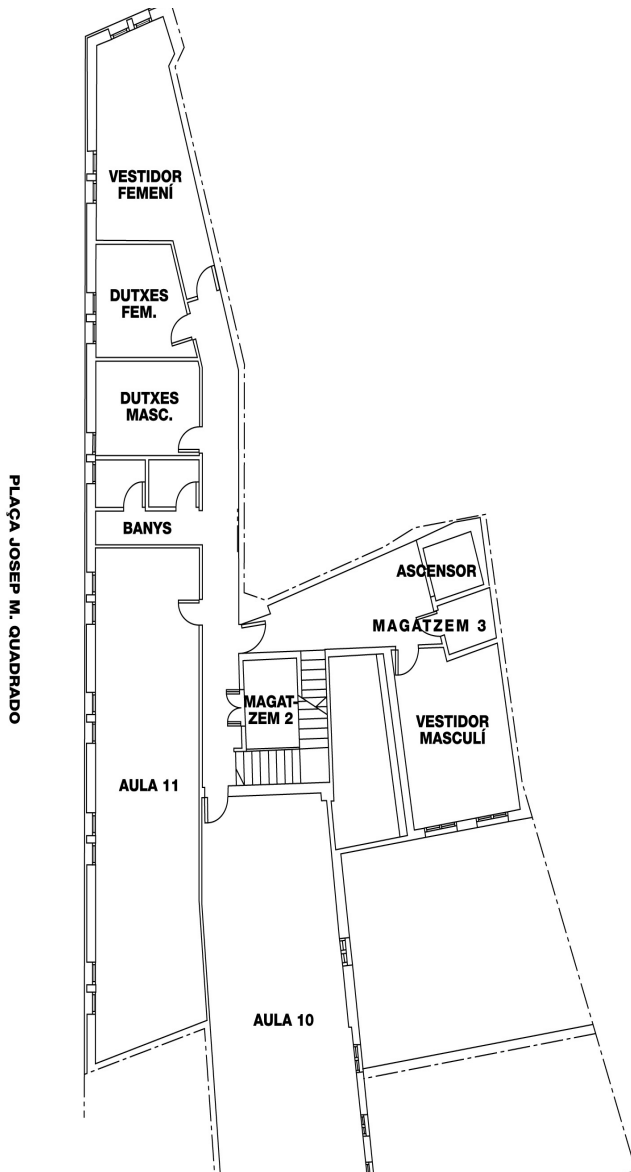 VESTIDOR
FEMENÍ
DUTXES
FEM.
DUTXES
MASC.
PLAÇA JOSEP M. QUADRADO
BANYS
ASCENSOR
MAGATZEM 3
MAGAT-
ZEM 2
VESTIDOR
MASCULÍ
AULA 11
AULA 10